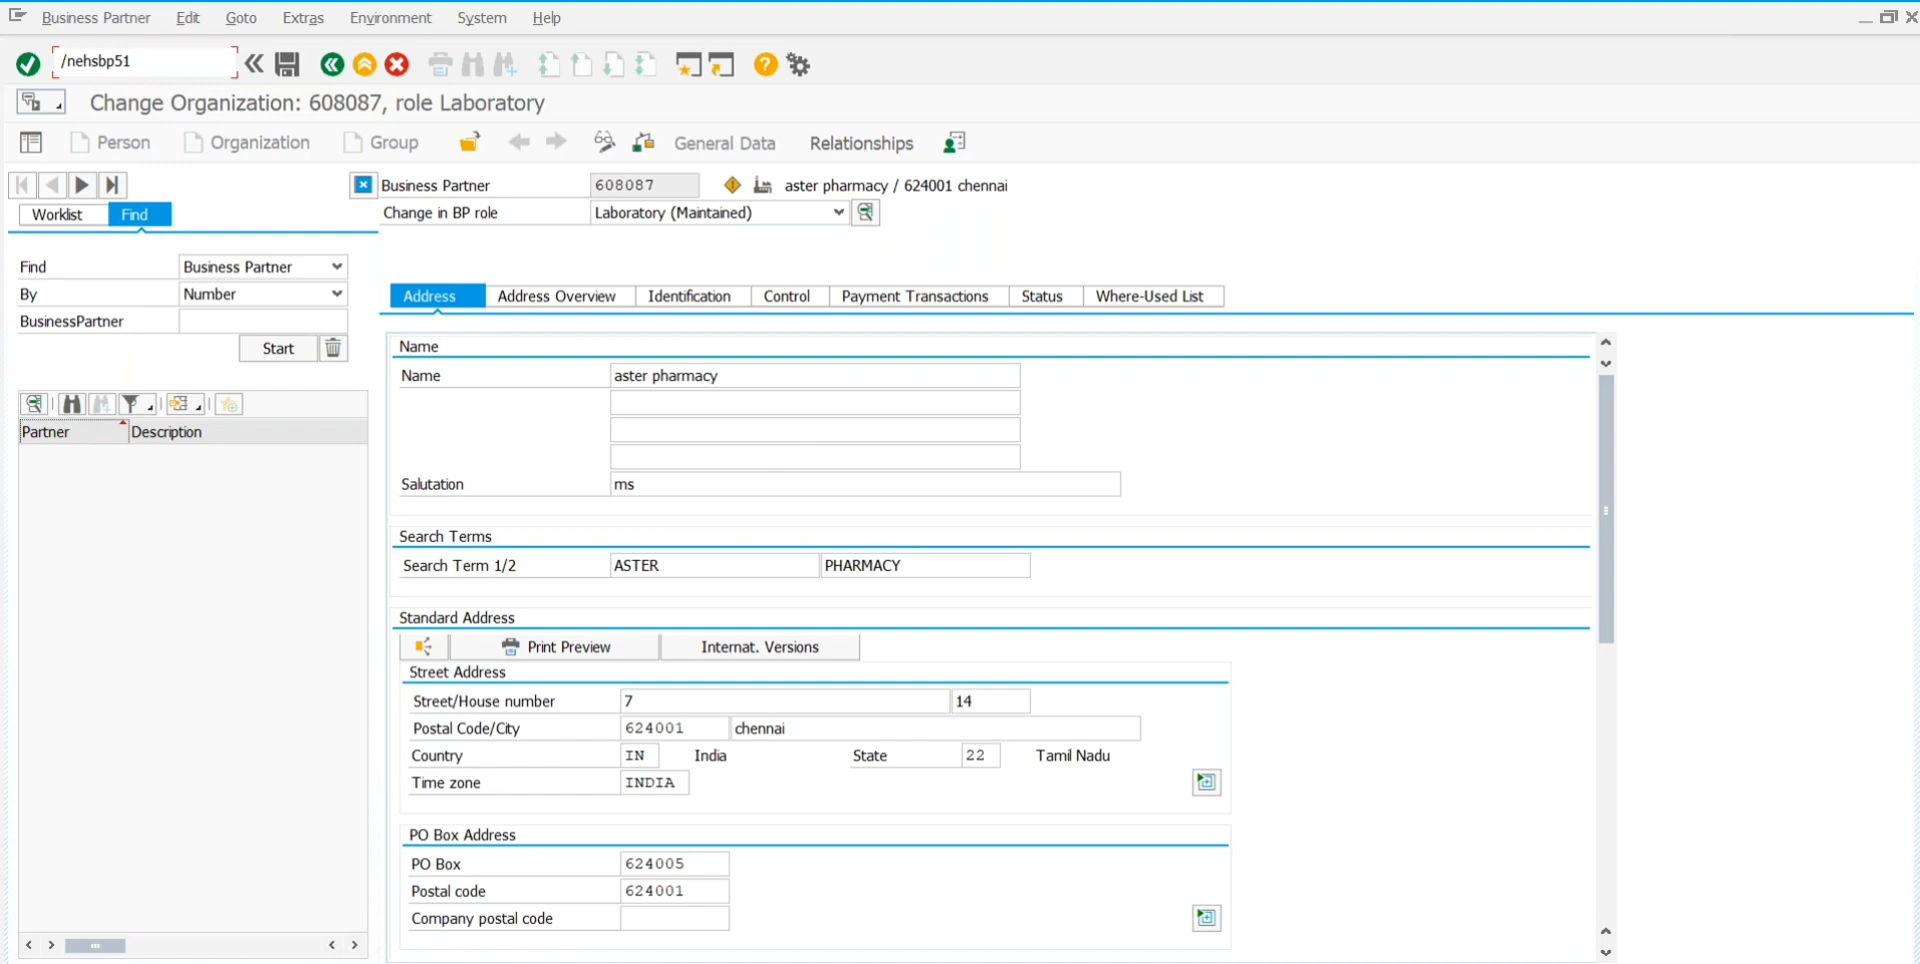 Business Partner Edit Goto Extras Environment System Help
/nehsbp51
Change Organization: 608087, role Laboratory
Person Organization Group General Data Relationships
Business Partner 608087 aster pharmacy / 624001 chennai
Worklist Find
Change in BP role Laboratory (Maintained)
Find Business Partner
By Number
BusinessPartner
Start
Partner Description
Address Address Overview Identification Control Payment Transactions Status Where-Used List
Name
Name aster pharmacy
Salutation ms
Search Terms
Search Term 1/2 ASTER PHARMACY
Standard Address
Print Preview Internat. Versions
Street Address
Street/House number 7 14
Postal Code/City 624001 chennai
Country IN India State 22 Tamil Nadu
Time zone INDIA
PO Box Address
PO Box 624005
Postal code 624001
Company postal code